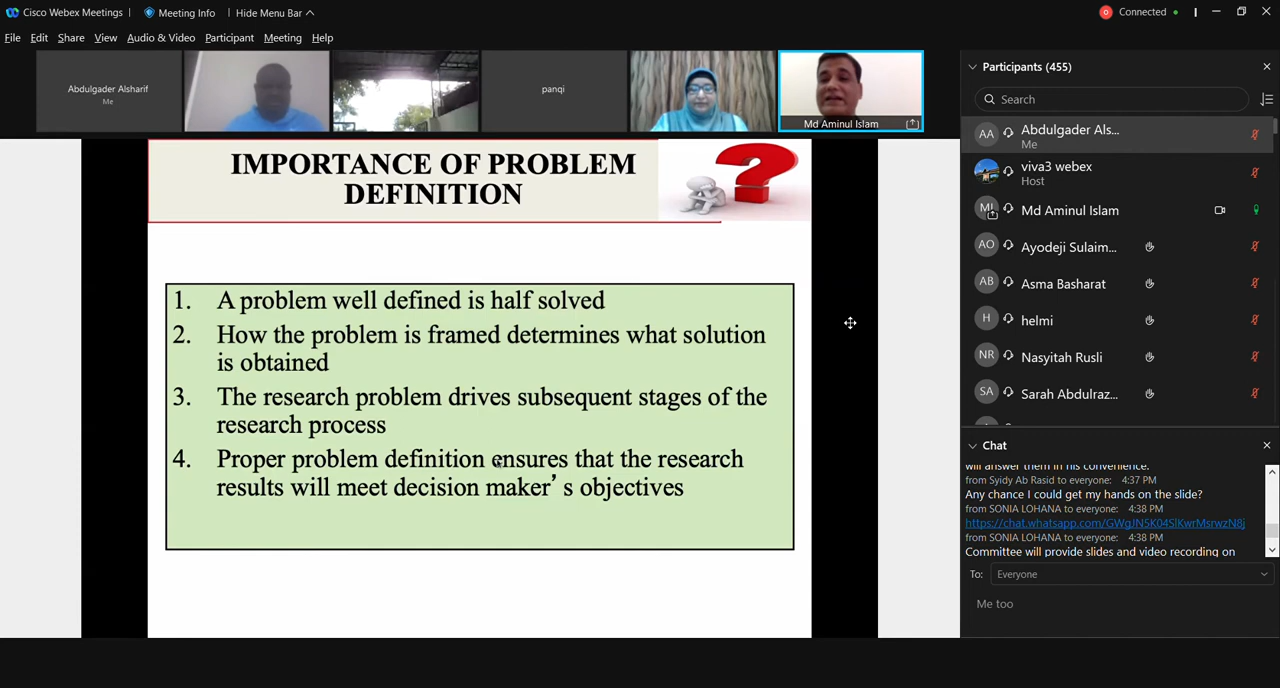 Cisco Webex Meetings
Meeting Info
Hide Menu Bar
Connected
File Edit Share View Audio & Video Participant Meeting Help
Abdulgader Alsharif
Me
panqi
Md Aminul Islam
IMPORTANCE OF PROBLEM
DEFINITION
?
1. A problem well defined is half solved
2. How the problem is framed determines what solution
is obtained
3. The research problem drives subsequent stages of the
research process
4. Proper problem definition ensures that the research
results will meet decision maker’s objectives
Participants (455)
Search
AA Abdulgader Als...
Me
viva3 webex
Host
MI Md Aminul Islam
AO Ayodeji Sulaim...
AB Asma Basharat
H helmi
NR Nasyitah Rusli
SA Sarah Abdulraz...
Chat
will answer them in his convenience.
from Syidy Ab Rasid to everyone: 4:37 PM
Any chance I could get my hands on the slide?
from SONIA LOHANA to everyone: 4:38 PM
https://chat.whatsapp.com/GWgJN5K04SlKwrMsrwzN8j
from SONIA LOHANA to everyone: 4:38 PM
Committee will provide slides and video recording on
To: Everyone
Me too